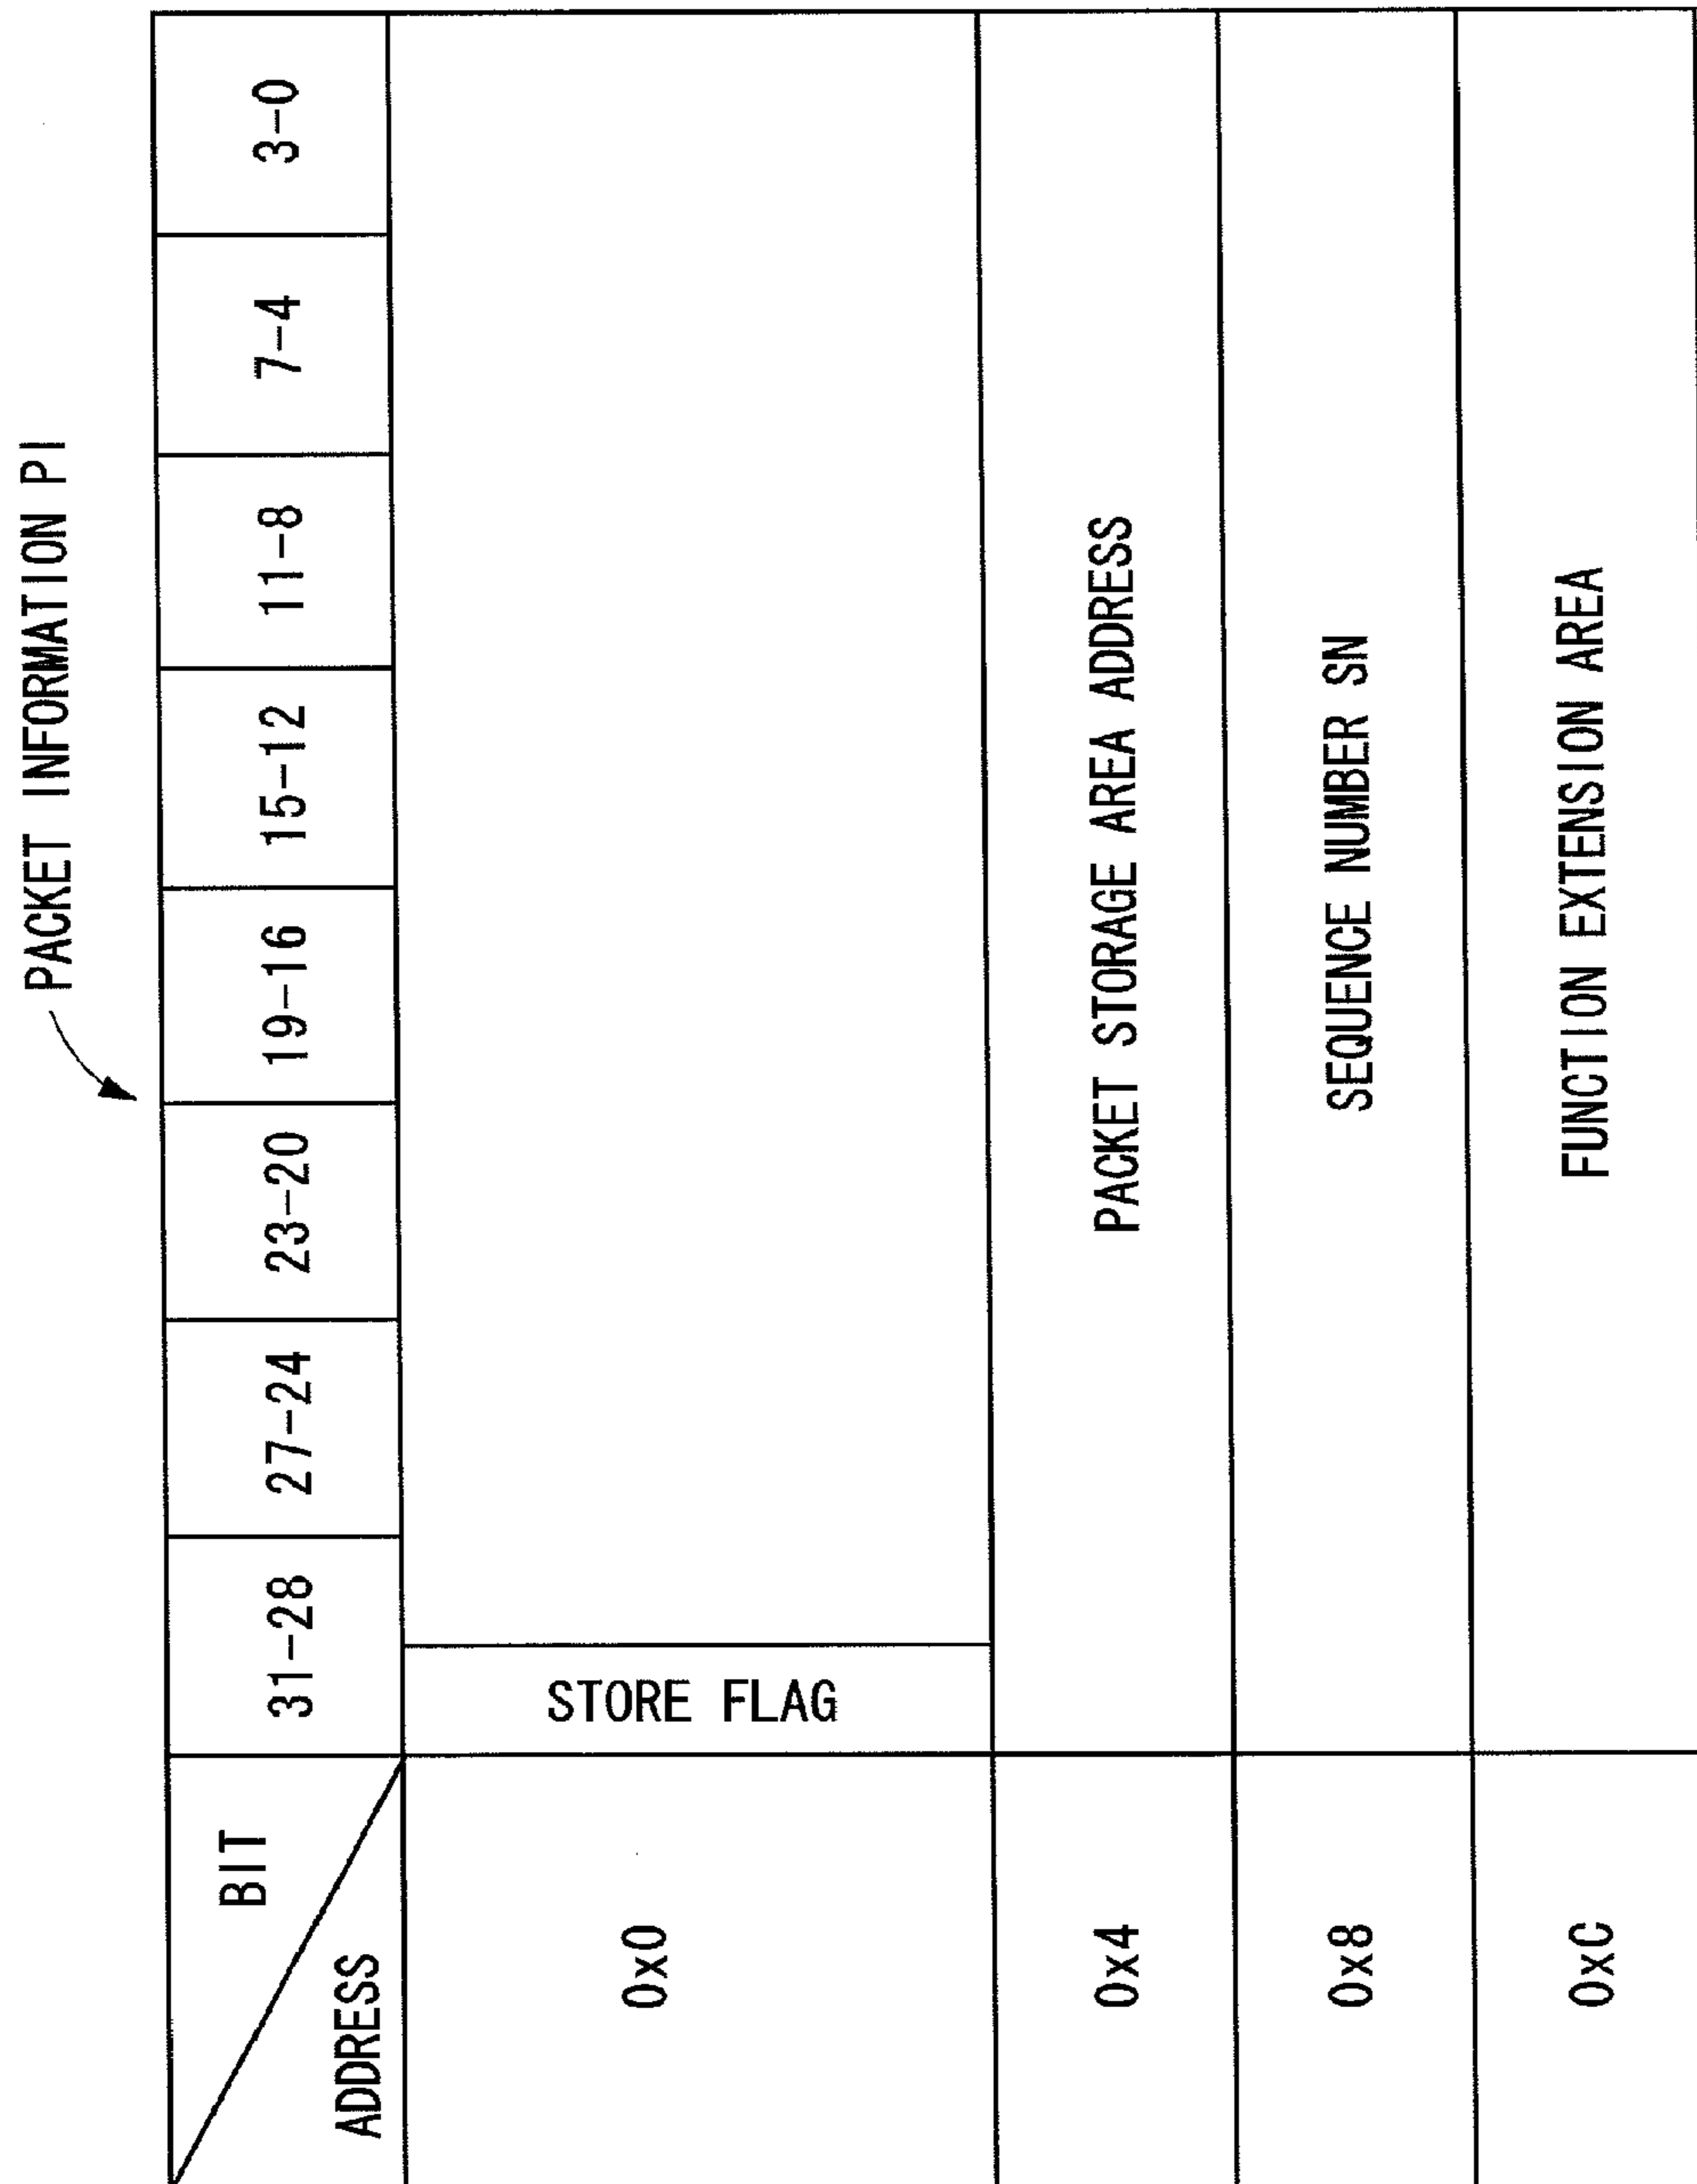 PACKET INFORMATION PI
BIT
ADDRESS
31-28 27-24 23-20 19-16 15-12 11-8 7-4 3-0
0x0 STORE FLAG
0x4 PACKET STORAGE AREA ADDRESS
0x8 SEQUENCE NUMBER SN
0xC FUNCTION EXTENSION AREA